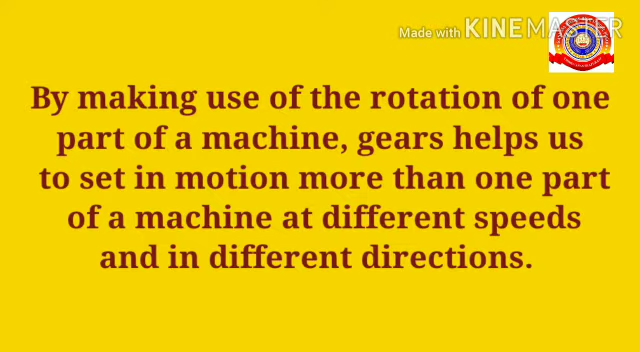 Made with KINEMASTER
By making use of the rotation of one
part of a machine, gears helps us
to set in motion more than one part
of a machine at different speeds
and in different directions.